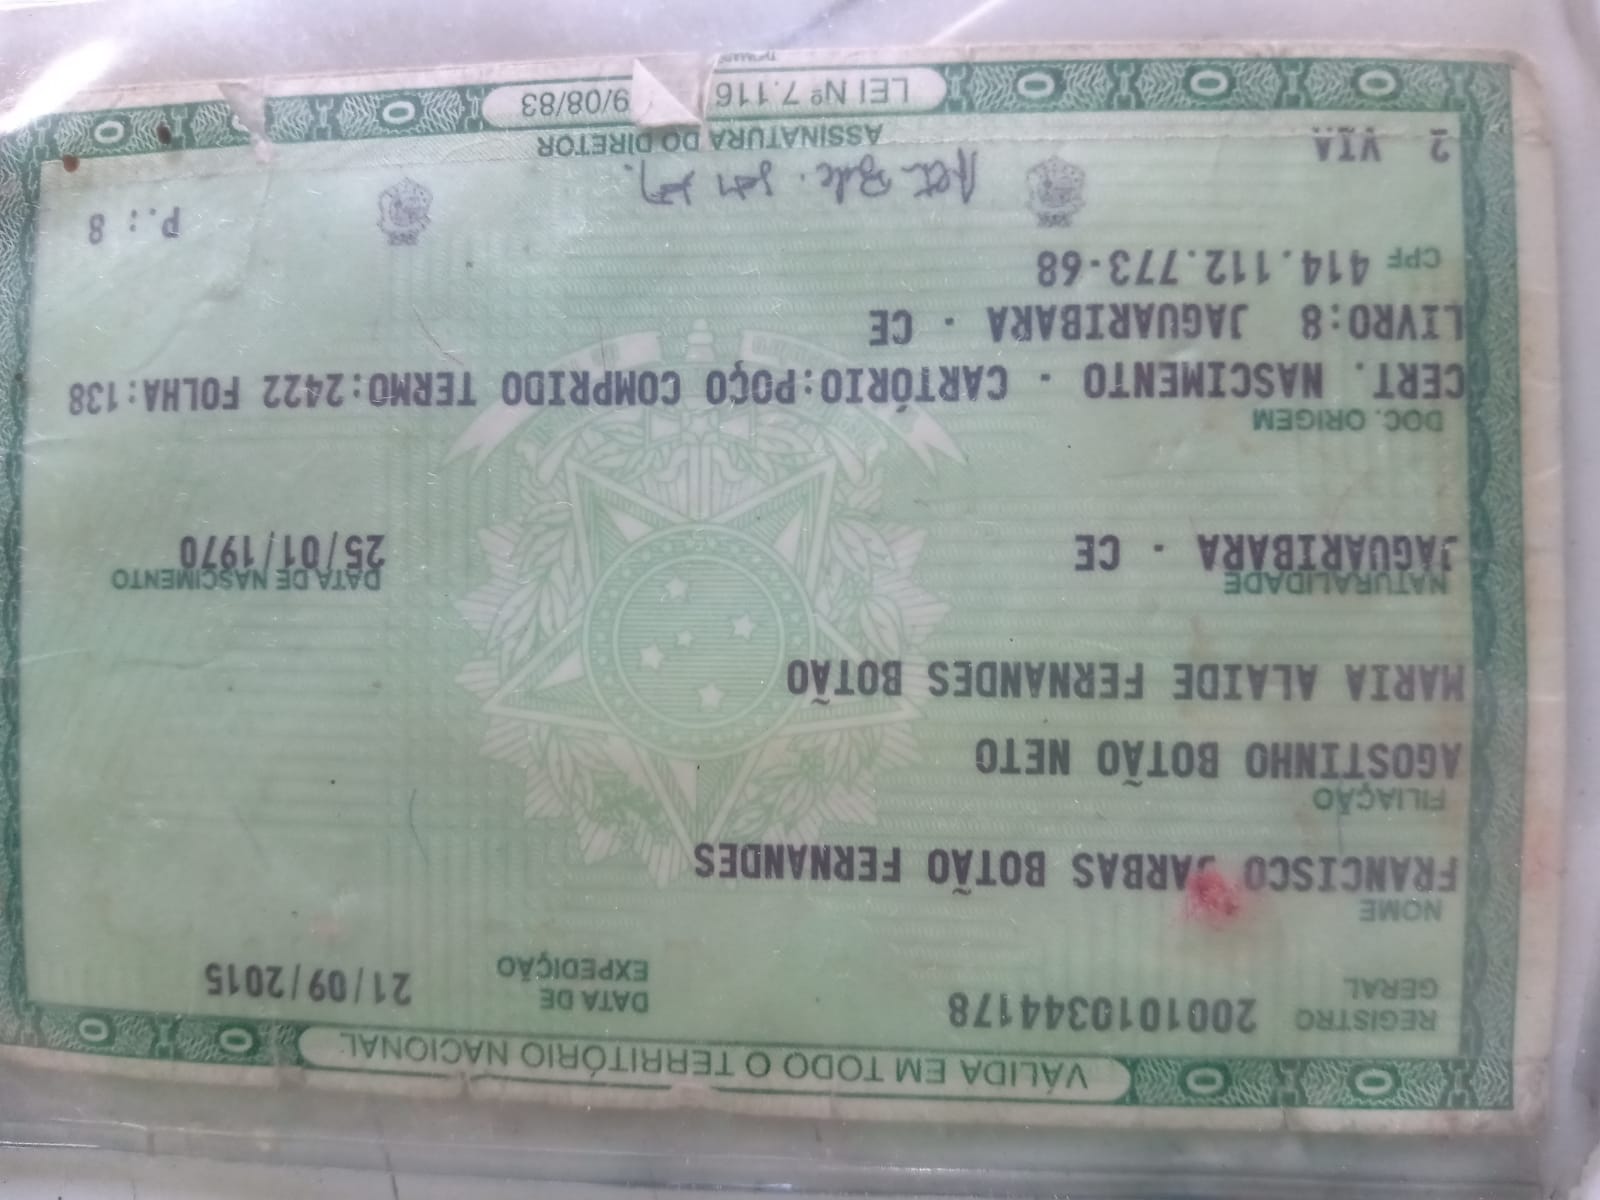 VÁLIDA EM TODO O TERRITÓRIO NACIONAL
REGISTRO GERAL 2001010344178
DATA DE EXPEDIÇÃO 21/09/2015
NOME
FRANCISCO JARBAS BOTÃO FERNANDES
FILIAÇÃO
AGOSTINHO BOTÃO NETO
MARIA ALAIDE FERNANDES BOTÃO
NATURALIDADE
JAGUARIBARA - CE
DATA DE NASCIMENTO
25/01/1970
DOC. ORIGEM
CERT. NASCIMENTO - CARTÓRIO:POÇO COMPRIDO TERMO:2422 FOLHA:138
LIVRO:8 JAGUARIBARA - CE
CPF 414.112.773-68
P.: 8
2 VIA
ASSINATURA DO DIRETOR
LEI Nº 7.116 9/08/83